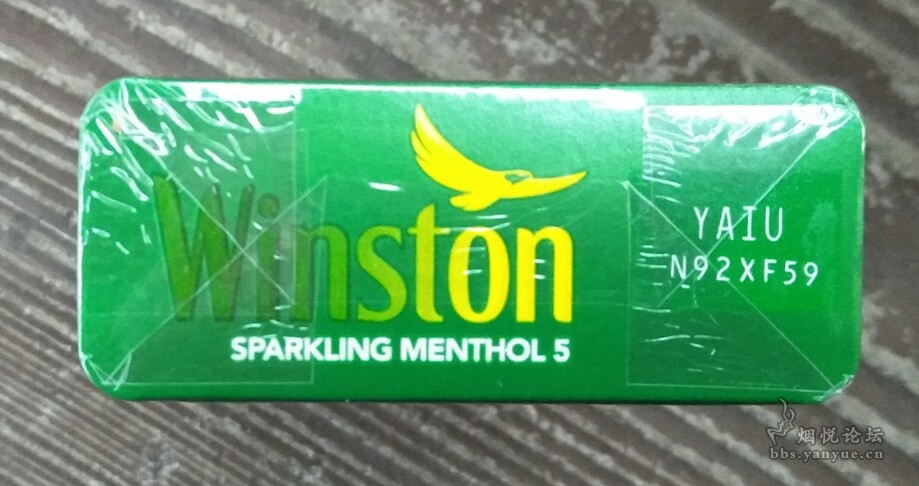 Winston
SPARKLING MENTHOL 5
YAIU
N92XF59
烟悦论坛
bbs.yanyue.cn